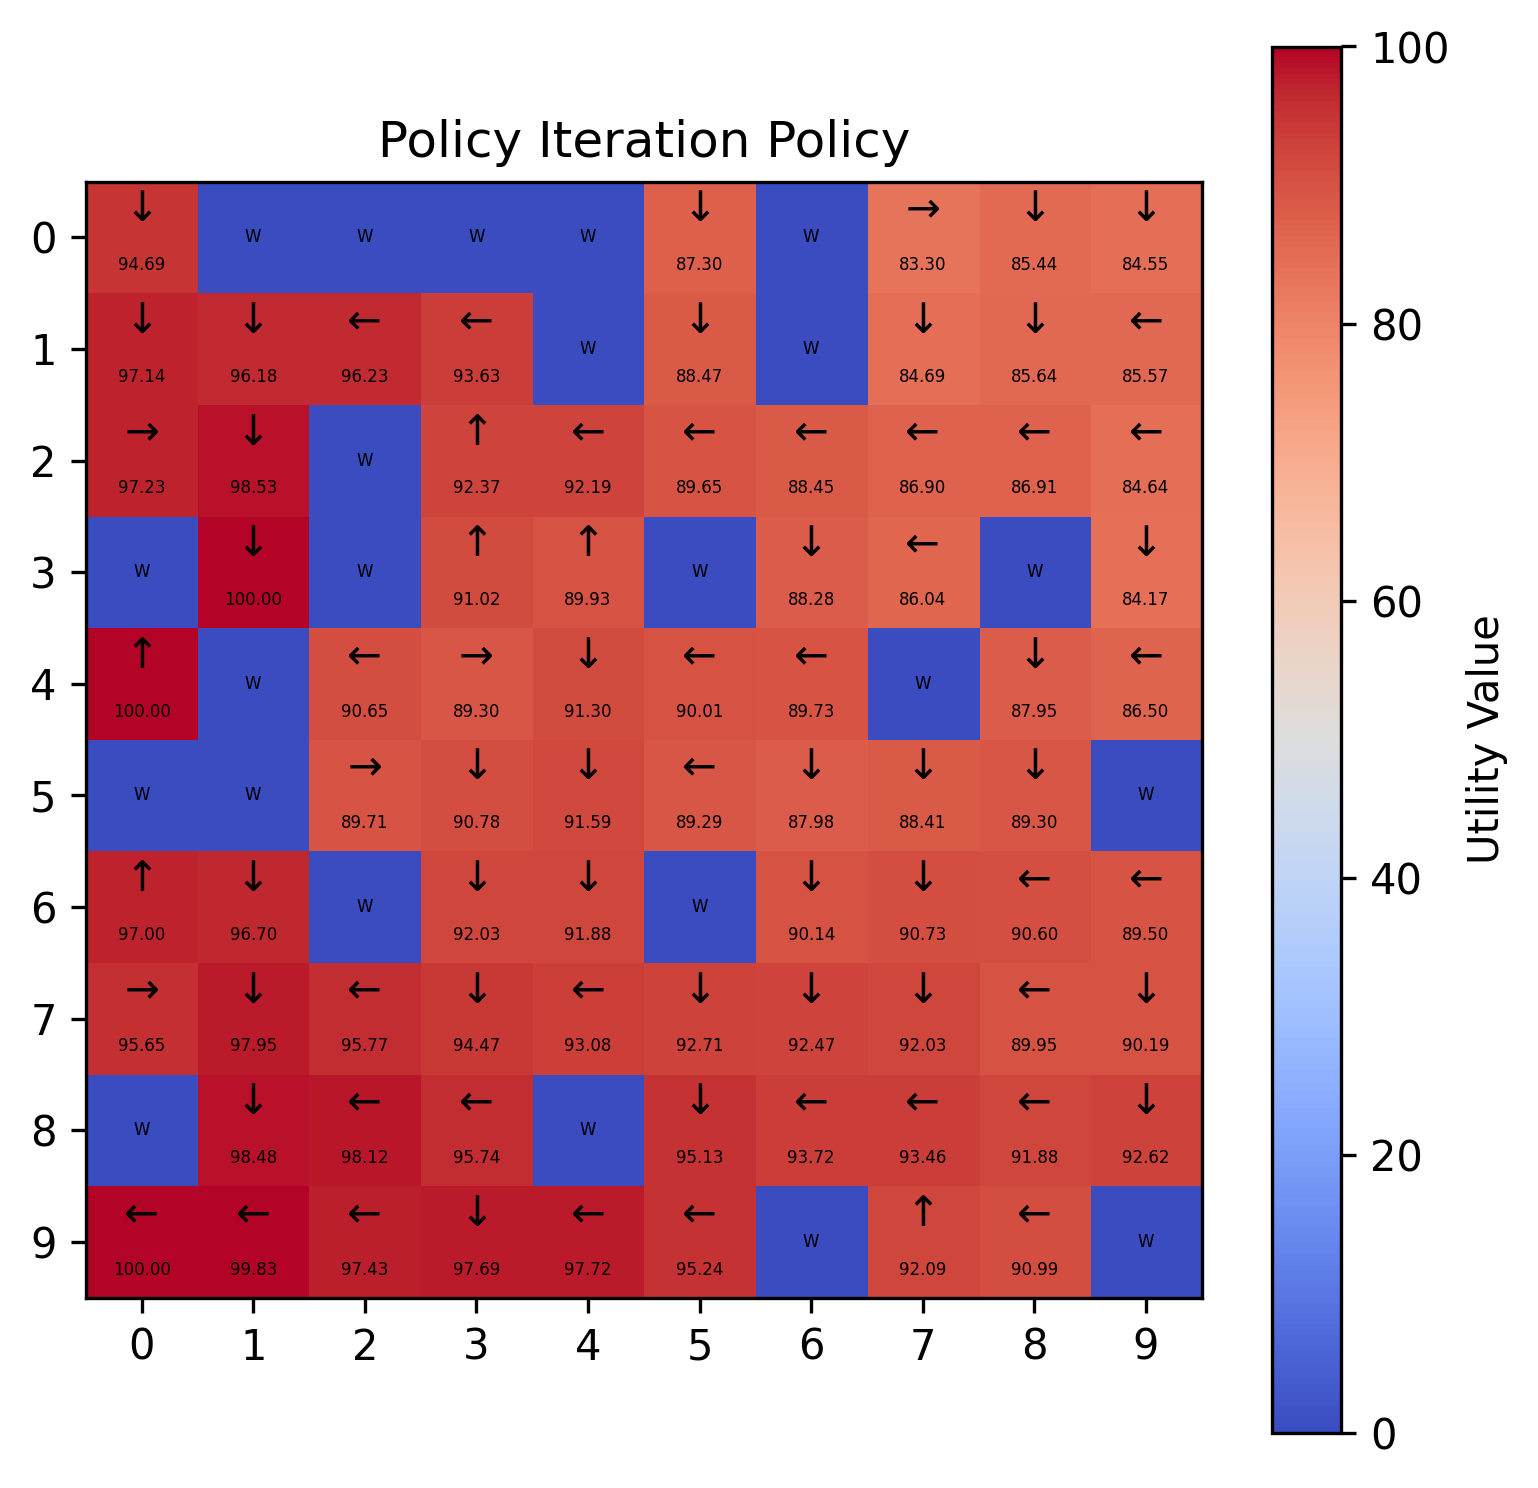 Policy Iteration Policy
0 ↓ W W W W ↓ W → ↓ ↓
94.69 87.30 83.30 85.44 84.55
1 ↓ ↓ ← ← W ↓ W ↓ ↓ ←
97.14 96.18 96.23 93.63 88.47 84.69 85.64 85.57
2 → ↓ W ↑ ← ← ← ← ← ←
97.23 98.53 92.37 92.19 89.65 88.45 86.90 86.91 84.64
3 W ↓ W ↑ ↑ W ↓ ← W ↓
100.00 91.02 89.93 88.28 86.04 84.17
4 ↑ W ← → ↓ ← ← W ↓ ←
100.00 90.65 89.30 91.30 90.01 89.73 87.95 86.50
5 W W → ↓ ↓ ← ↓ ↓ ↓ W
89.71 90.78 91.59 89.29 87.98 88.41 89.30
6 ↑ ↓ W ↓ ↓ W ↓ ↓ ← ←
97.00 96.70 92.03 91.88 90.14 90.73 90.60 89.50
7 → ↓ ← ↓ ← ↓ ↓ ↓ ← ↓
95.65 97.95 95.77 94.47 93.08 92.71 92.47 92.03 89.95 90.19
8 W ↓ ← ← W ↓ ← ← ← ↓
98.48 98.12 95.74 95.13 93.72 93.46 91.88 92.62
9 ← ← ← ↓ ← ← W ↑ ← W
100.00 99.83 97.43 97.69 97.72 95.24 92.09 90.99
0 1 2 3 4 5 6 7 8 9
100
80
60
40
20
0
Utility Value